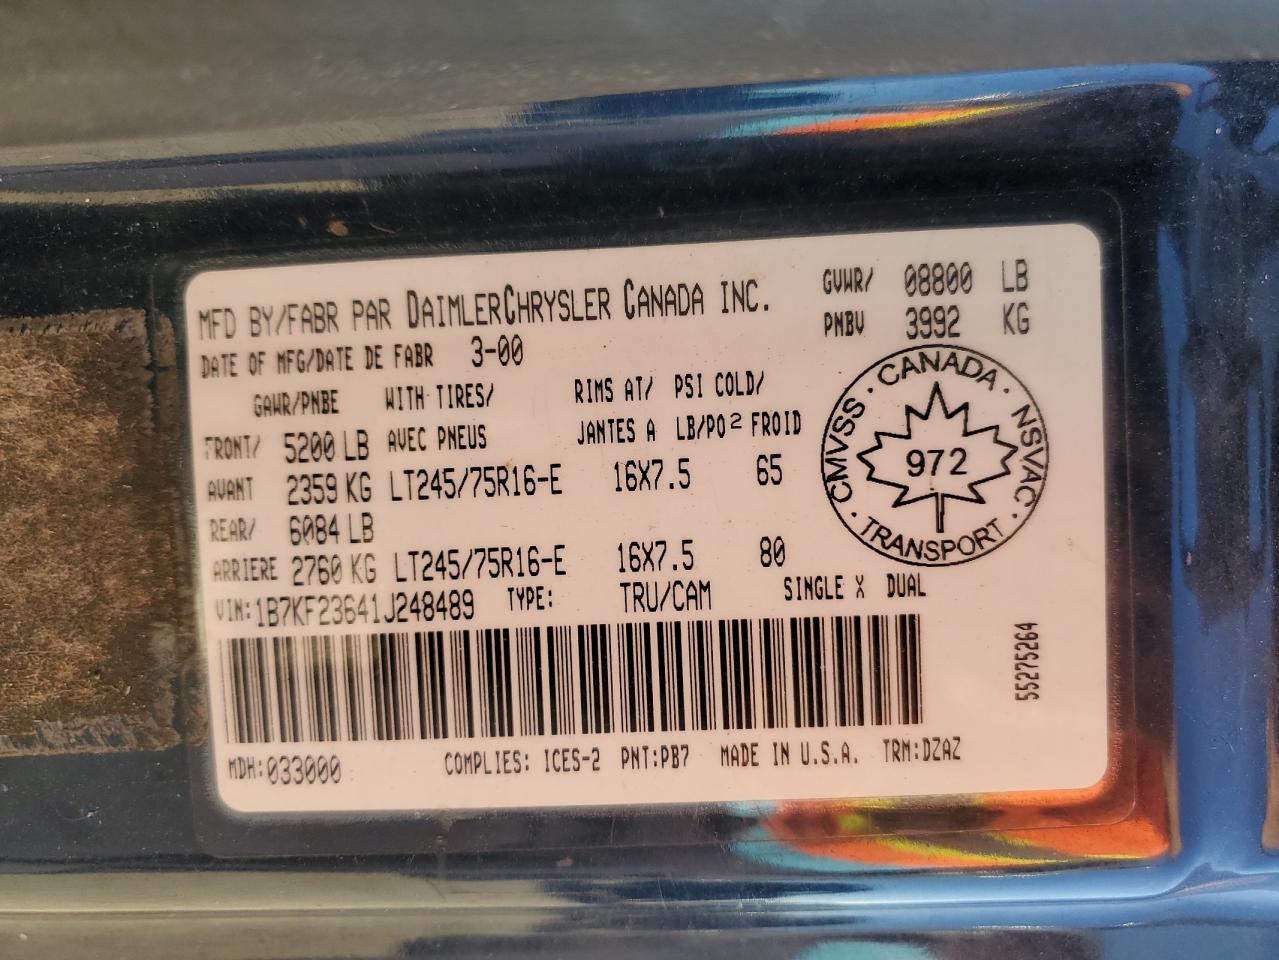 MFD BY/FABR PAR DAIMLERCHRYSLER CANADA INC. GVWR/ 08800 LB
DATE OF MFG/DATE DE FABR 3-00 PNBV 3992 KG
GAWR/PNBE WITH TIRES/ RIMS AT/ PSI COLD/
FRONT/ 5200 LB AVEC PNEUS JANTES A LB/PO² FROID
AVANT 2359 KG LT245/75R16-E 16X7.5 65
REAR/ 6084 LB
ARRIERE 2760 KG LT245/75R16-E 16X7.5 80
VIN:1B7KF23641J248489 TYPE: TRU/CAM SINGLE X DUAL
MDH:033000 COMPLIES: ICES-2 PNT:PB7 MADE IN U.S.A. TRM:DZAZ
CMVSS · CANADA · NSVAC · TRANSPORT ·
972
55275264